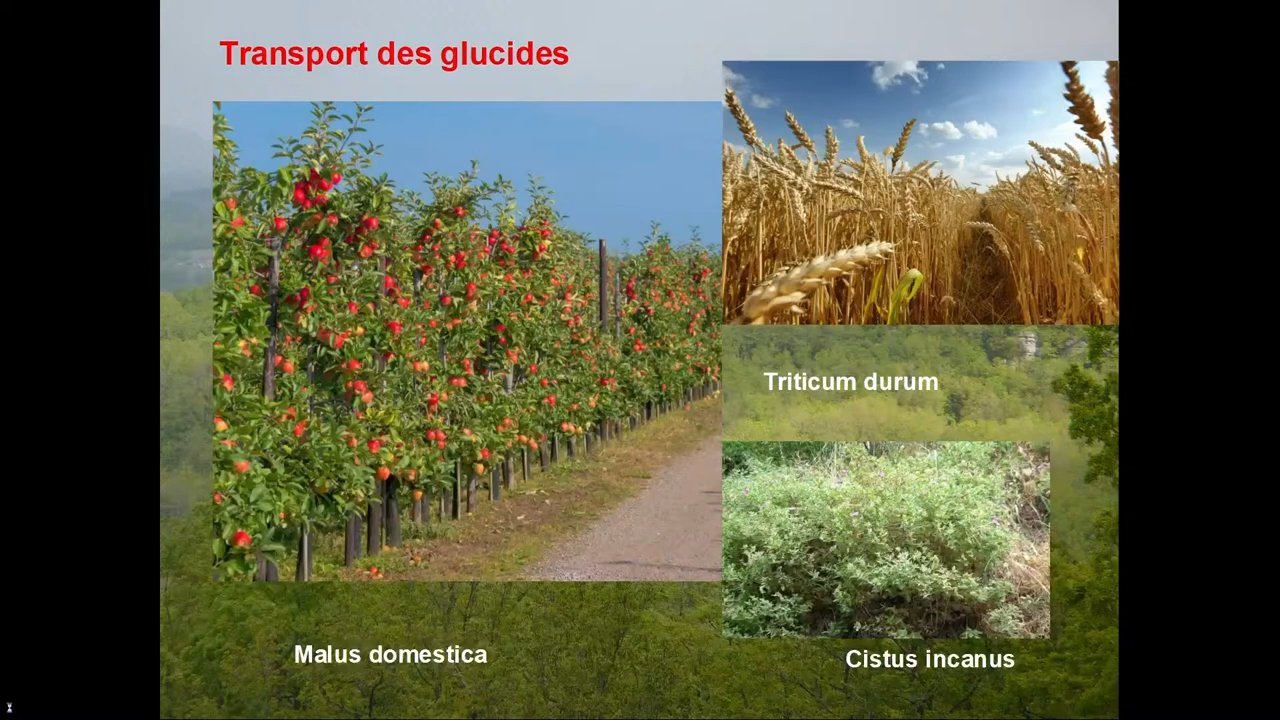 Transport des glucides
Triticum durum
Malus domestica
Cistus incanus